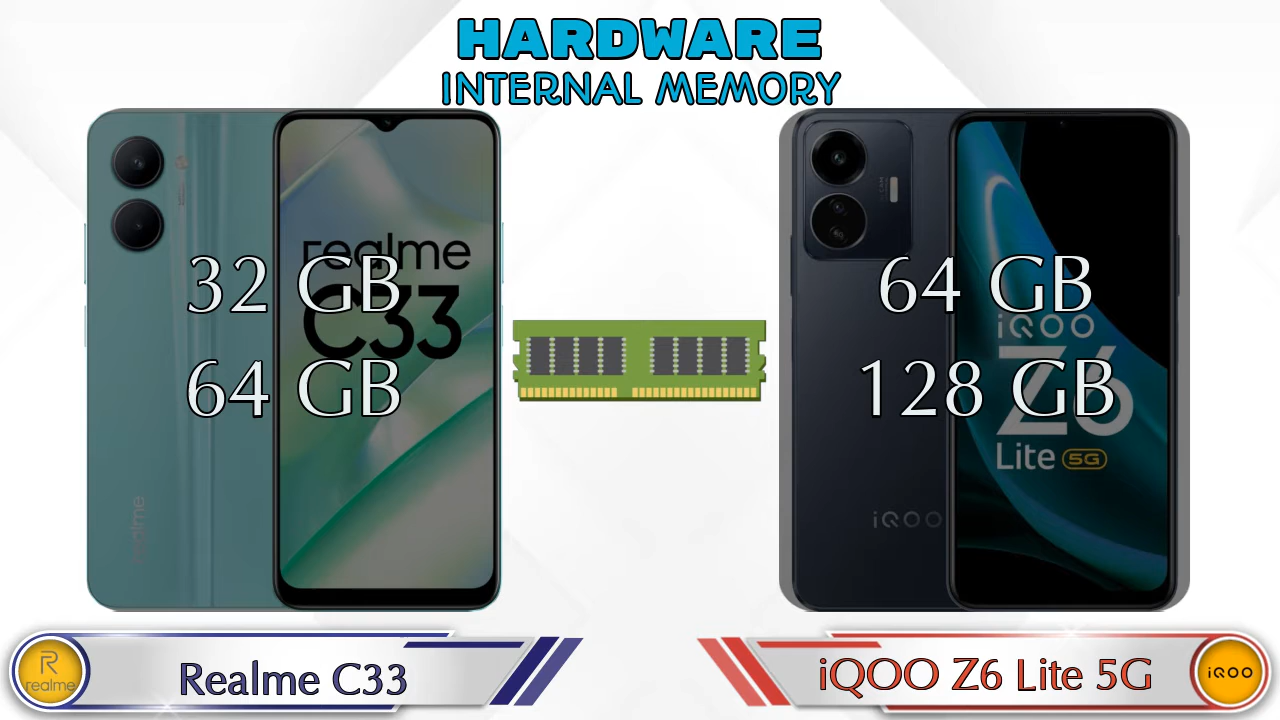 HARDWARE
INTERNAL MEMORY
realme
C33
32 GB
64 GB
realme
64 GB
128 GB
iQOO
Z6
Lite 5G
iQOO
R
realme
Realme C33
iQOO Z6 Lite 5G
iQOO